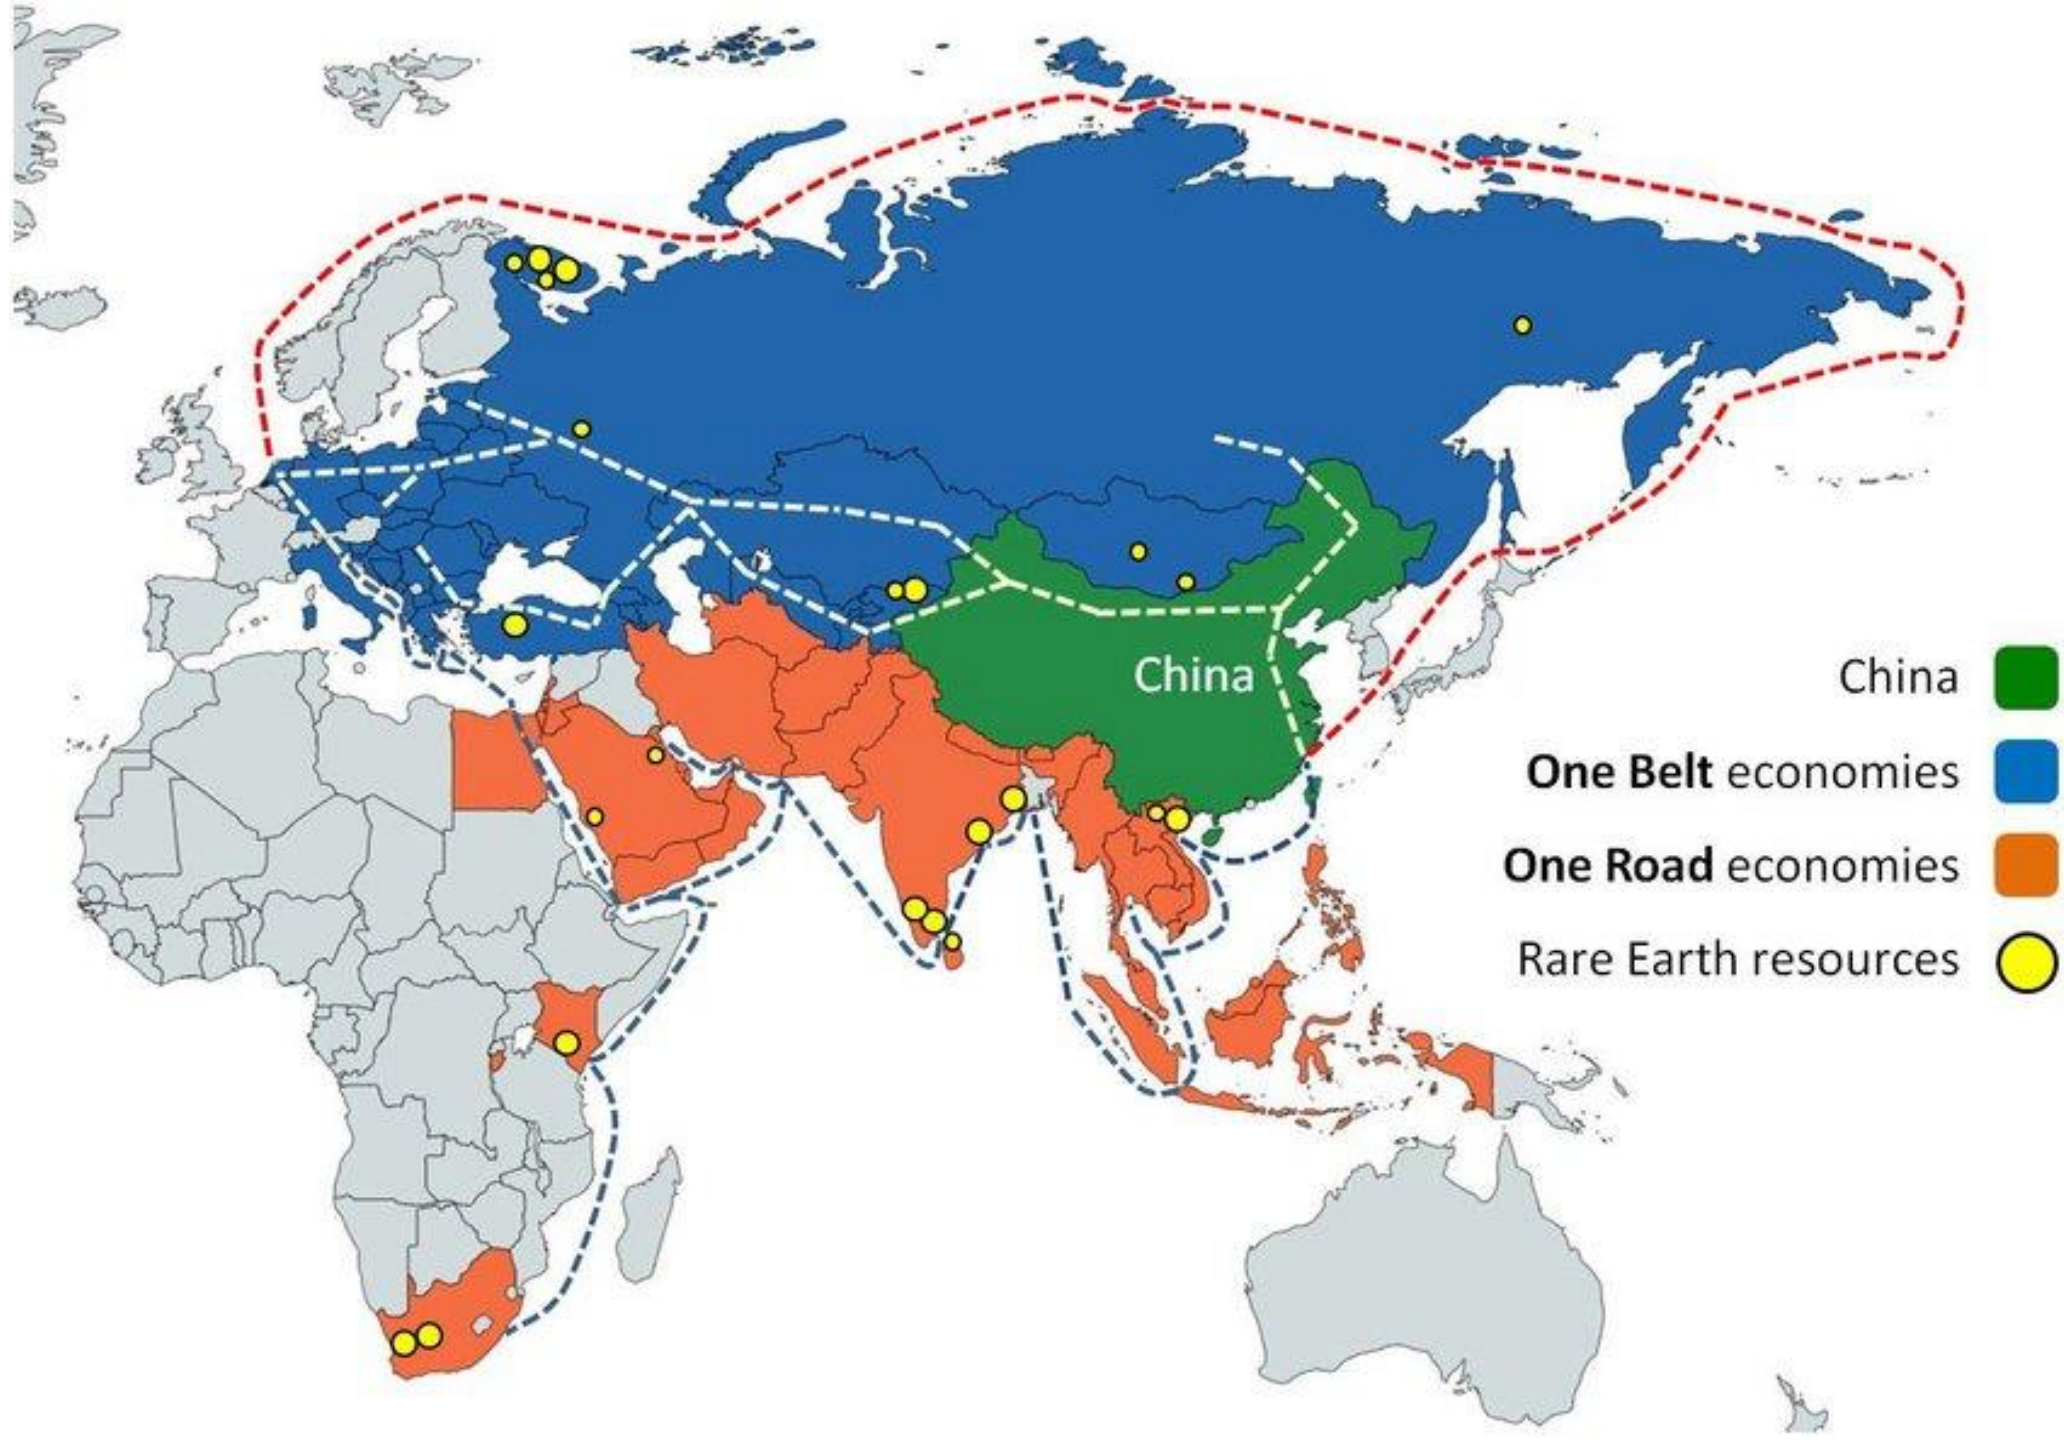 China
China
One Belt economies
One Road economies
Rare Earth resources